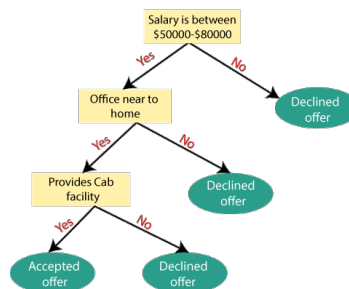 Salary is between
$50000-$80000
Yes
No
Office near to
home
Declined
offer
Yes
No
Provides Cab
facility
Declined
offer
Yes
No
Accepted
offer
Declined
offer